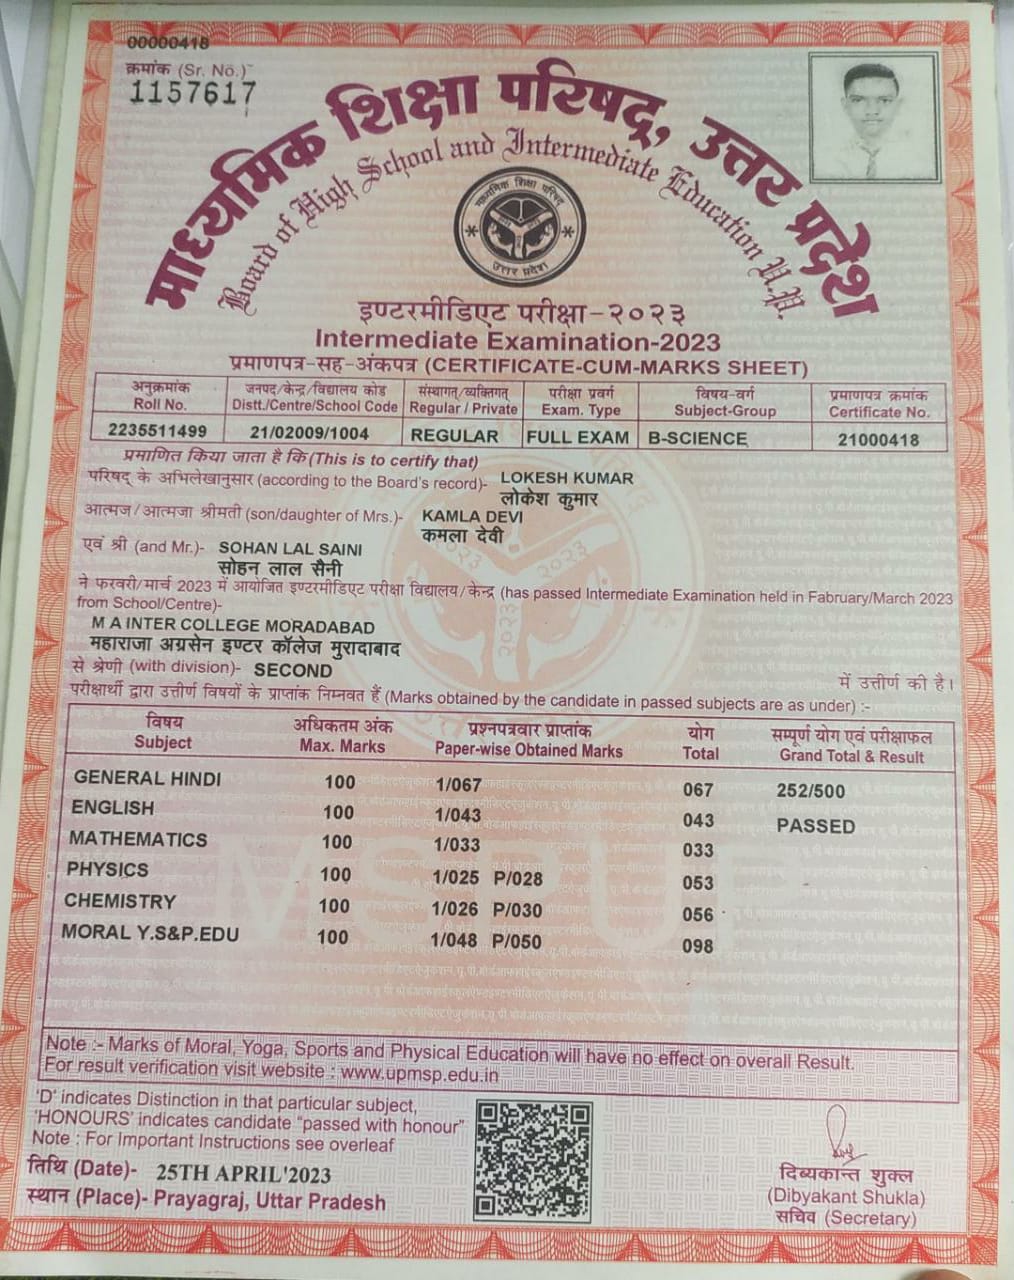 00000418
क्रमांक (Sr. No.)
1157617
माध्यमिक शिक्षा परिषद्, उत्तर प्रदेश
Board of High School and Intermediate Education U.P.
माध्यमिक शिक्षा परिषद
उत्तर प्रदेश
इण्टरमीडिएट परीक्षा-२०२३
Intermediate Examination-2023
प्रमाणपत्र-सह-अंकपत्र (CERTIFICATE-CUM-MARKS SHEET)
अनुक्रमांक जनपद/केन्द्र/विद्यालय कोड संस्थागत्/व्यक्तिगत् परीक्षा प्रवर्ग विषय-वर्ग प्रमाणपत्र क्रमांक
Roll No. Distt./Centre/School Code Regular / Private Exam. Type Subject-Group Certificate No.
2235511499 21/02009/1004 REGULAR FULL EXAM B-SCIENCE 21000418
प्रमाणित किया जाता है कि (This is to certify that)
परिषद् के अभिलेखानुसार (according to the Board's record)- LOKESH KUMAR
लोकेश कुमार
आत्मज/आत्मजा श्रीमती (son/daughter of Mrs.)- KAMLA DEVI
कमला देवी
एवं श्री (and Mr.)- SOHAN LAL SAINI
सोहन लाल सैनी
ने फरवरी/मार्च 2023 में आयोजित इण्टरमीडिएट परीक्षा विद्यालय/केन्द्र (has passed Intermediate Examination held in Fabruary/March 2023
from School/Centre)-
M A INTER COLLEGE MORADABAD
महाराजा अग्रसेन इण्टर कॉलेज मुरादाबाद
से श्रेणी (with division)- SECOND में उत्तीर्ण की है।
परीक्षार्थी द्वारा उत्तीर्ण विषयों के प्राप्तांक निम्नवत हैं (Marks obtained by the candidate in passed subjects are as under) :-
विषय अधिकतम अंक प्रश्नपत्रवार प्राप्तांक योग सम्पूर्ण योग एवं परीक्षाफल
Subject Max. Marks Paper-wise Obtained Marks Total Grand Total & Result
GENERAL HINDI 100 1/067 067 252/500
ENGLISH 100 1/043 043 PASSED
MATHEMATICS 100 1/033 033
PHYSICS 100 1/025 P/028 053
CHEMISTRY 100 1/026 P/030 056
MORAL Y.S&P.EDU 100 1/048 P/050 098
Note :- Marks of Moral, Yoga, Sports and Physical Education will have no effect on overall Result.
For result verification visit website : www.upmsp.edu.in
'D' indicates Distinction in that particular subject,
'HONOURS' indicates candidate "passed with honour"
Note : For Important Instructions see overleaf
तिथि (Date)- 25TH APRIL'2023
स्थान (Place)- Prayagraj, Uttar Pradesh
दिब्यकान्त शुक्ल
(Dibyakant Shukla)
सचिव (Secretary)